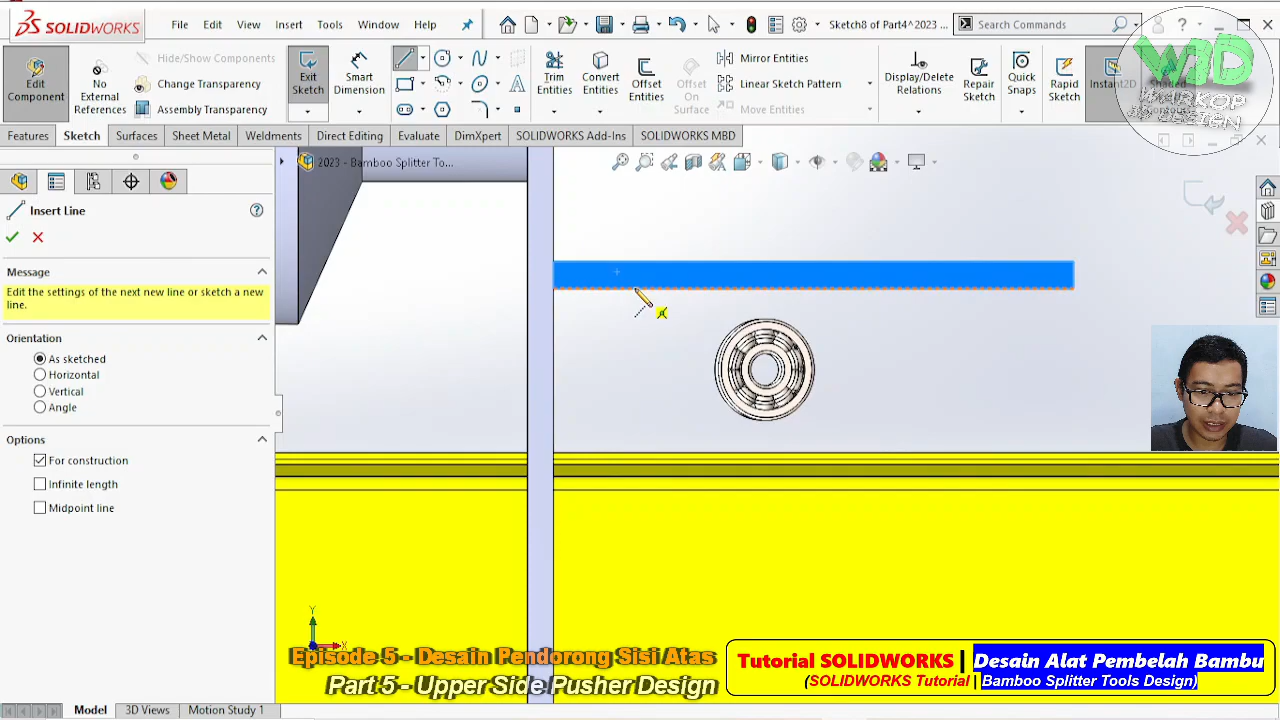 SOLIDWORKS
File Edit View Insert Tools Window Help
Sketch8 of Part4^2023 ...
Search Commands
Edit Component
No External References
Hide/Show Components
Change Transparency
Assembly Transparency
Exit Sketch
Smart Dimension
Trim Entities
Convert Entities
Offset Entities
Offset On Surface
Mirror Entities
Linear Sketch Pattern
Move Entities
Display/Delete Relations
Repair Sketch
Quick Snaps
Rapid Sketch
Instant2D
WJD
WARKOP
3D DESIGN
Features Sketch Surfaces Sheet Metal Weldments Direct Editing Evaluate DimXpert SOLIDWORKS Add-Ins SOLIDWORKS MBD
2023 - Bamboo Splitter To...
Insert Line
Message
Edit the settings of the next new line or sketch a new
line.
Orientation
As sketched
Horizontal
Vertical
Angle
Options
For construction
Infinite length
Midpoint line
Y
X
Episode 5 - Desain Pendorong Sisi Atas
Part 5 - Upper Side Pusher Design
Tutorial SOLIDWORKS | Desain Alat Pembelah Bambu
(SOLIDWORKS Tutorial | Bamboo Splitter Tools Design)
Model 3D Views Motion Study 1